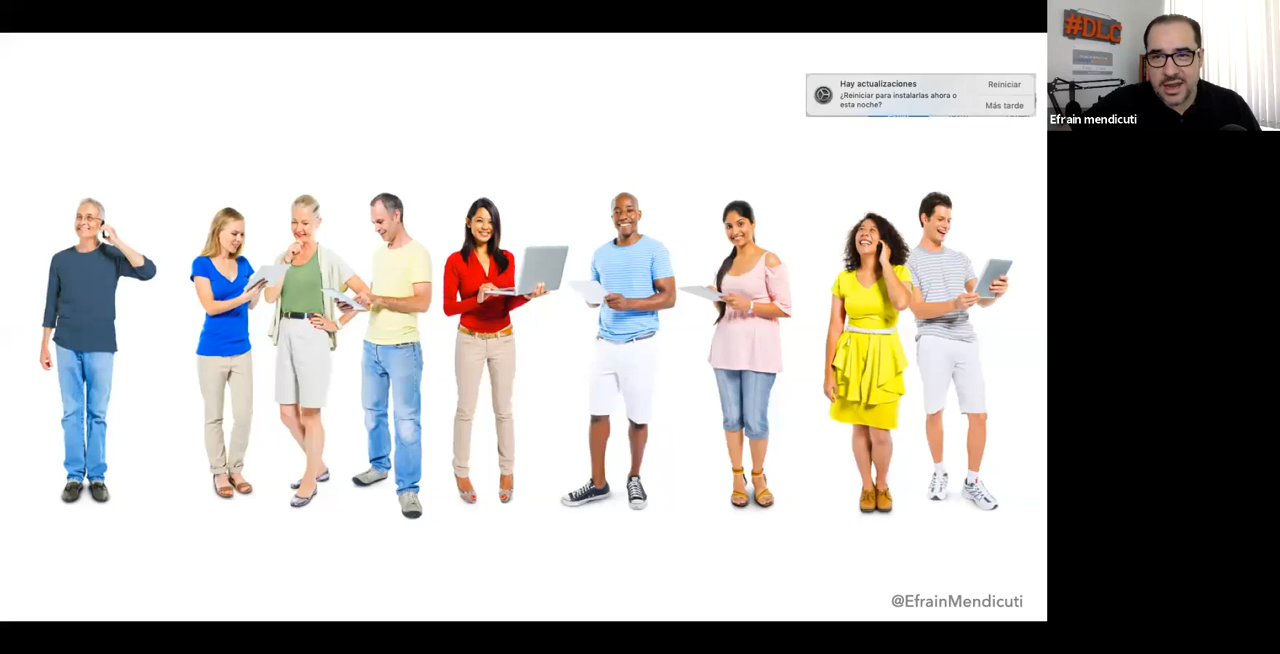 #DLC
Hay actualizaciones
Reiniciar
¿Reiniciar para instalarlas ahora o
esta noche?
Más tarde
Efrain mendicuti
@EfrainMendicuti